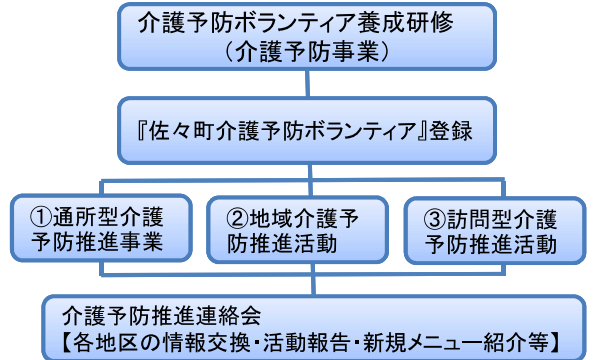 介護予防ボランティア養成研修
（介護予防事業）
『佐々町介護予防ボランティア』登録
①通所型介護
予防推進事業
②地域介護予
防推進活動
③訪問型介護
予防推進活動
介護予防推進連絡会
【各地区の情報交換・活動報告・新規メニュー紹介等】